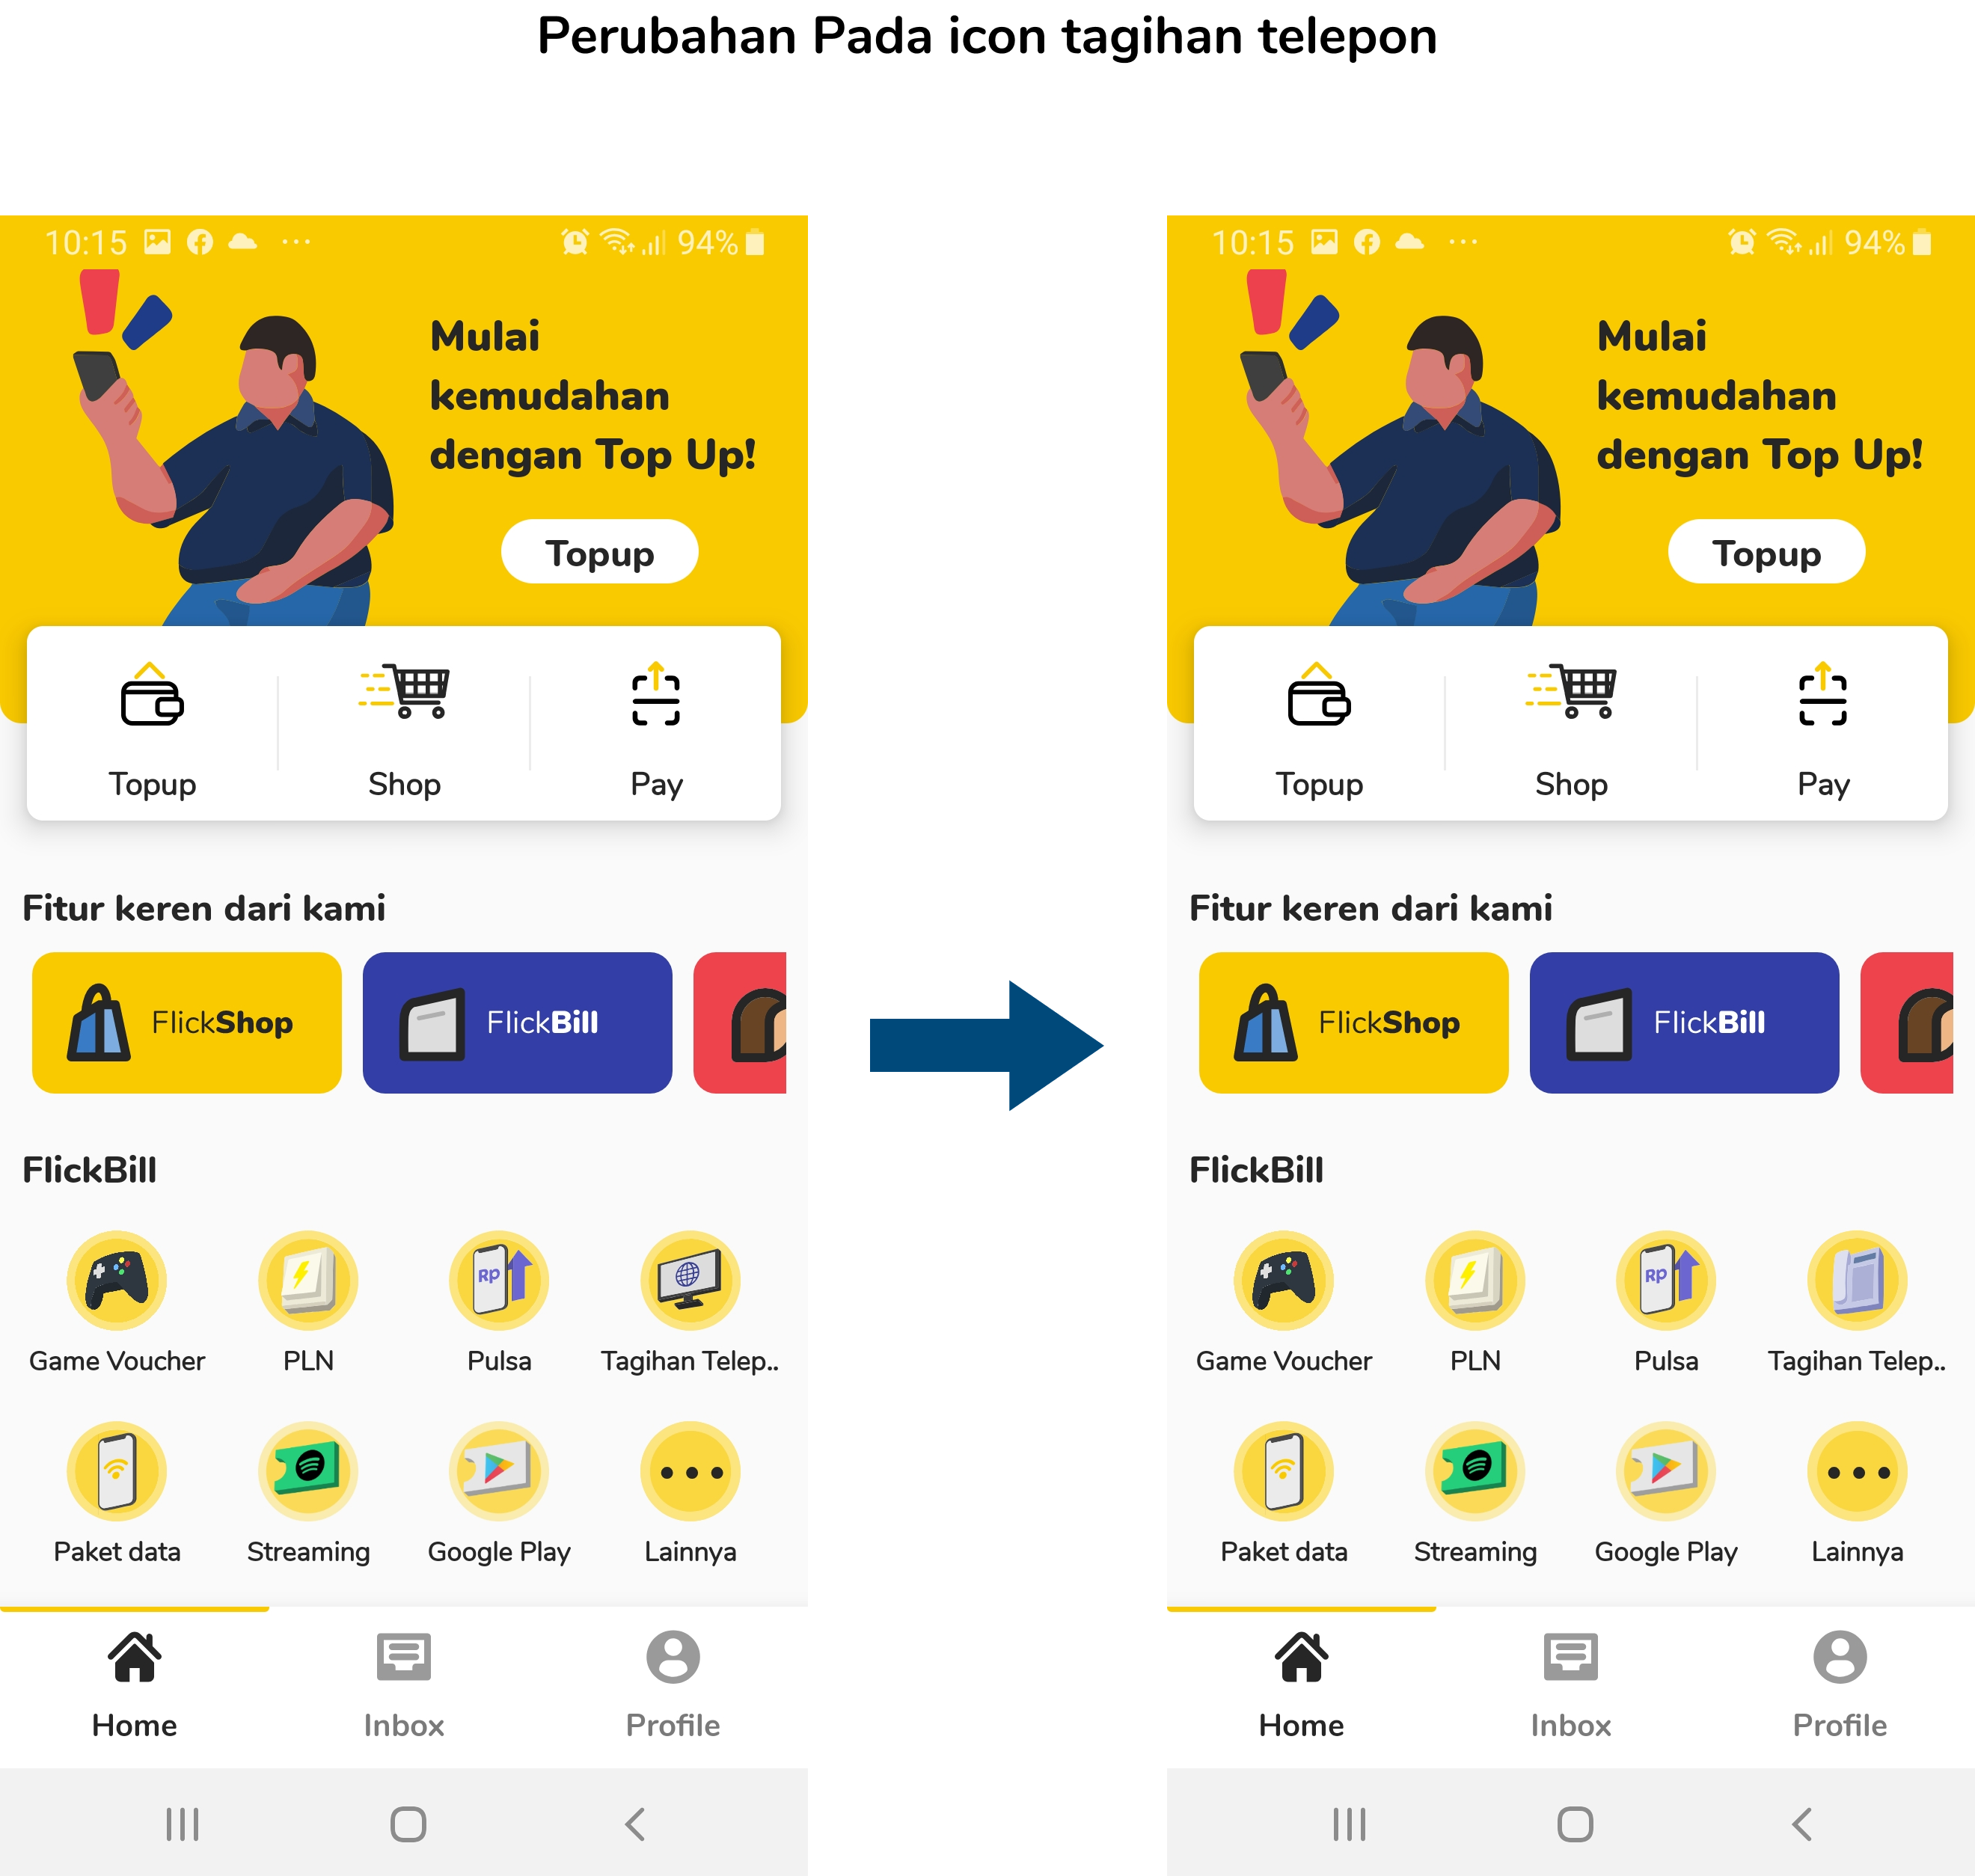 Perubahan Pada icon tagihan telepon
10:15 94%
Mulai
kemudahan
dengan Top Up!
Topup
Topup Shop Pay
Fitur keren dari kami
FlickShop FlickBill
FlickBill
Rp
Game Voucher PLN Pulsa Tagihan Telep..
Paket data Streaming Google Play Lainnya
Home Inbox Profile
10:15 94%
Mulai
kemudahan
dengan Top Up!
Topup
Topup Shop Pay
Fitur keren dari kami
FlickShop FlickBill
FlickBill
Rp
Game Voucher PLN Pulsa Tagihan Telep..
Paket data Streaming Google Play Lainnya
Home Inbox Profile